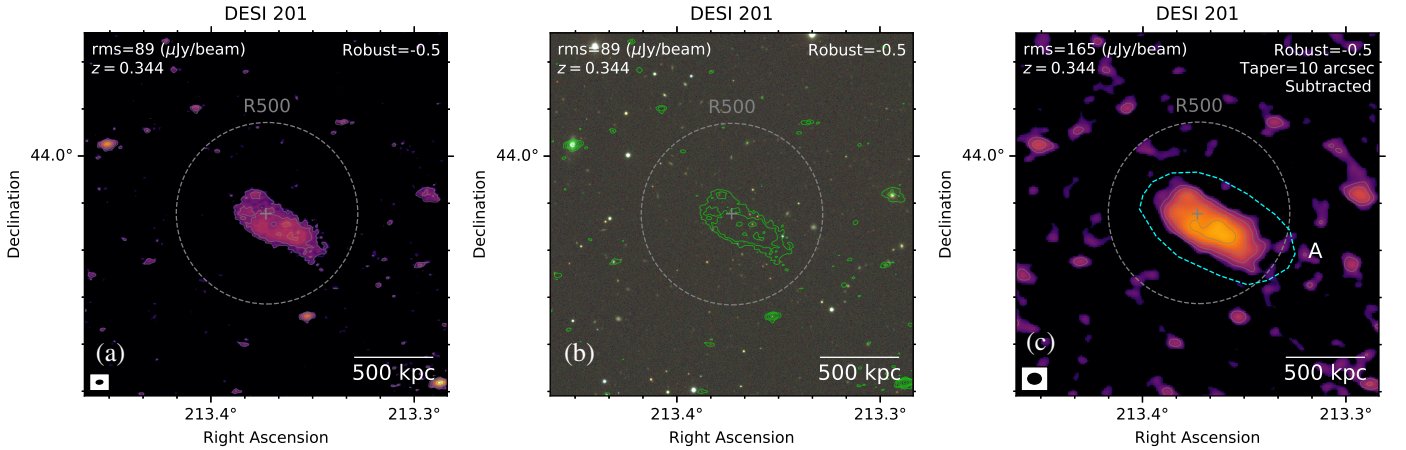 DESI 201
rms=89 (μJy/beam)
Robust=-0.5
z = 0.344
R500
44.0°
Declination
(a)
500 kpc
213.4°
213.3°
Right Ascension
DESI 201
rms=89 (μJy/beam)
Robust=-0.5
z = 0.344
R500
44.0°
Declination
(b)
500 kpc
213.4°
213.3°
Right Ascension
DESI 201
rms=165 (μJy/beam)
Robust=-0.5
z = 0.344
Taper=10 arcsec
Subtracted
R500
44.0°
Declination
A
(c)
500 kpc
213.4°
213.3°
Right Ascension